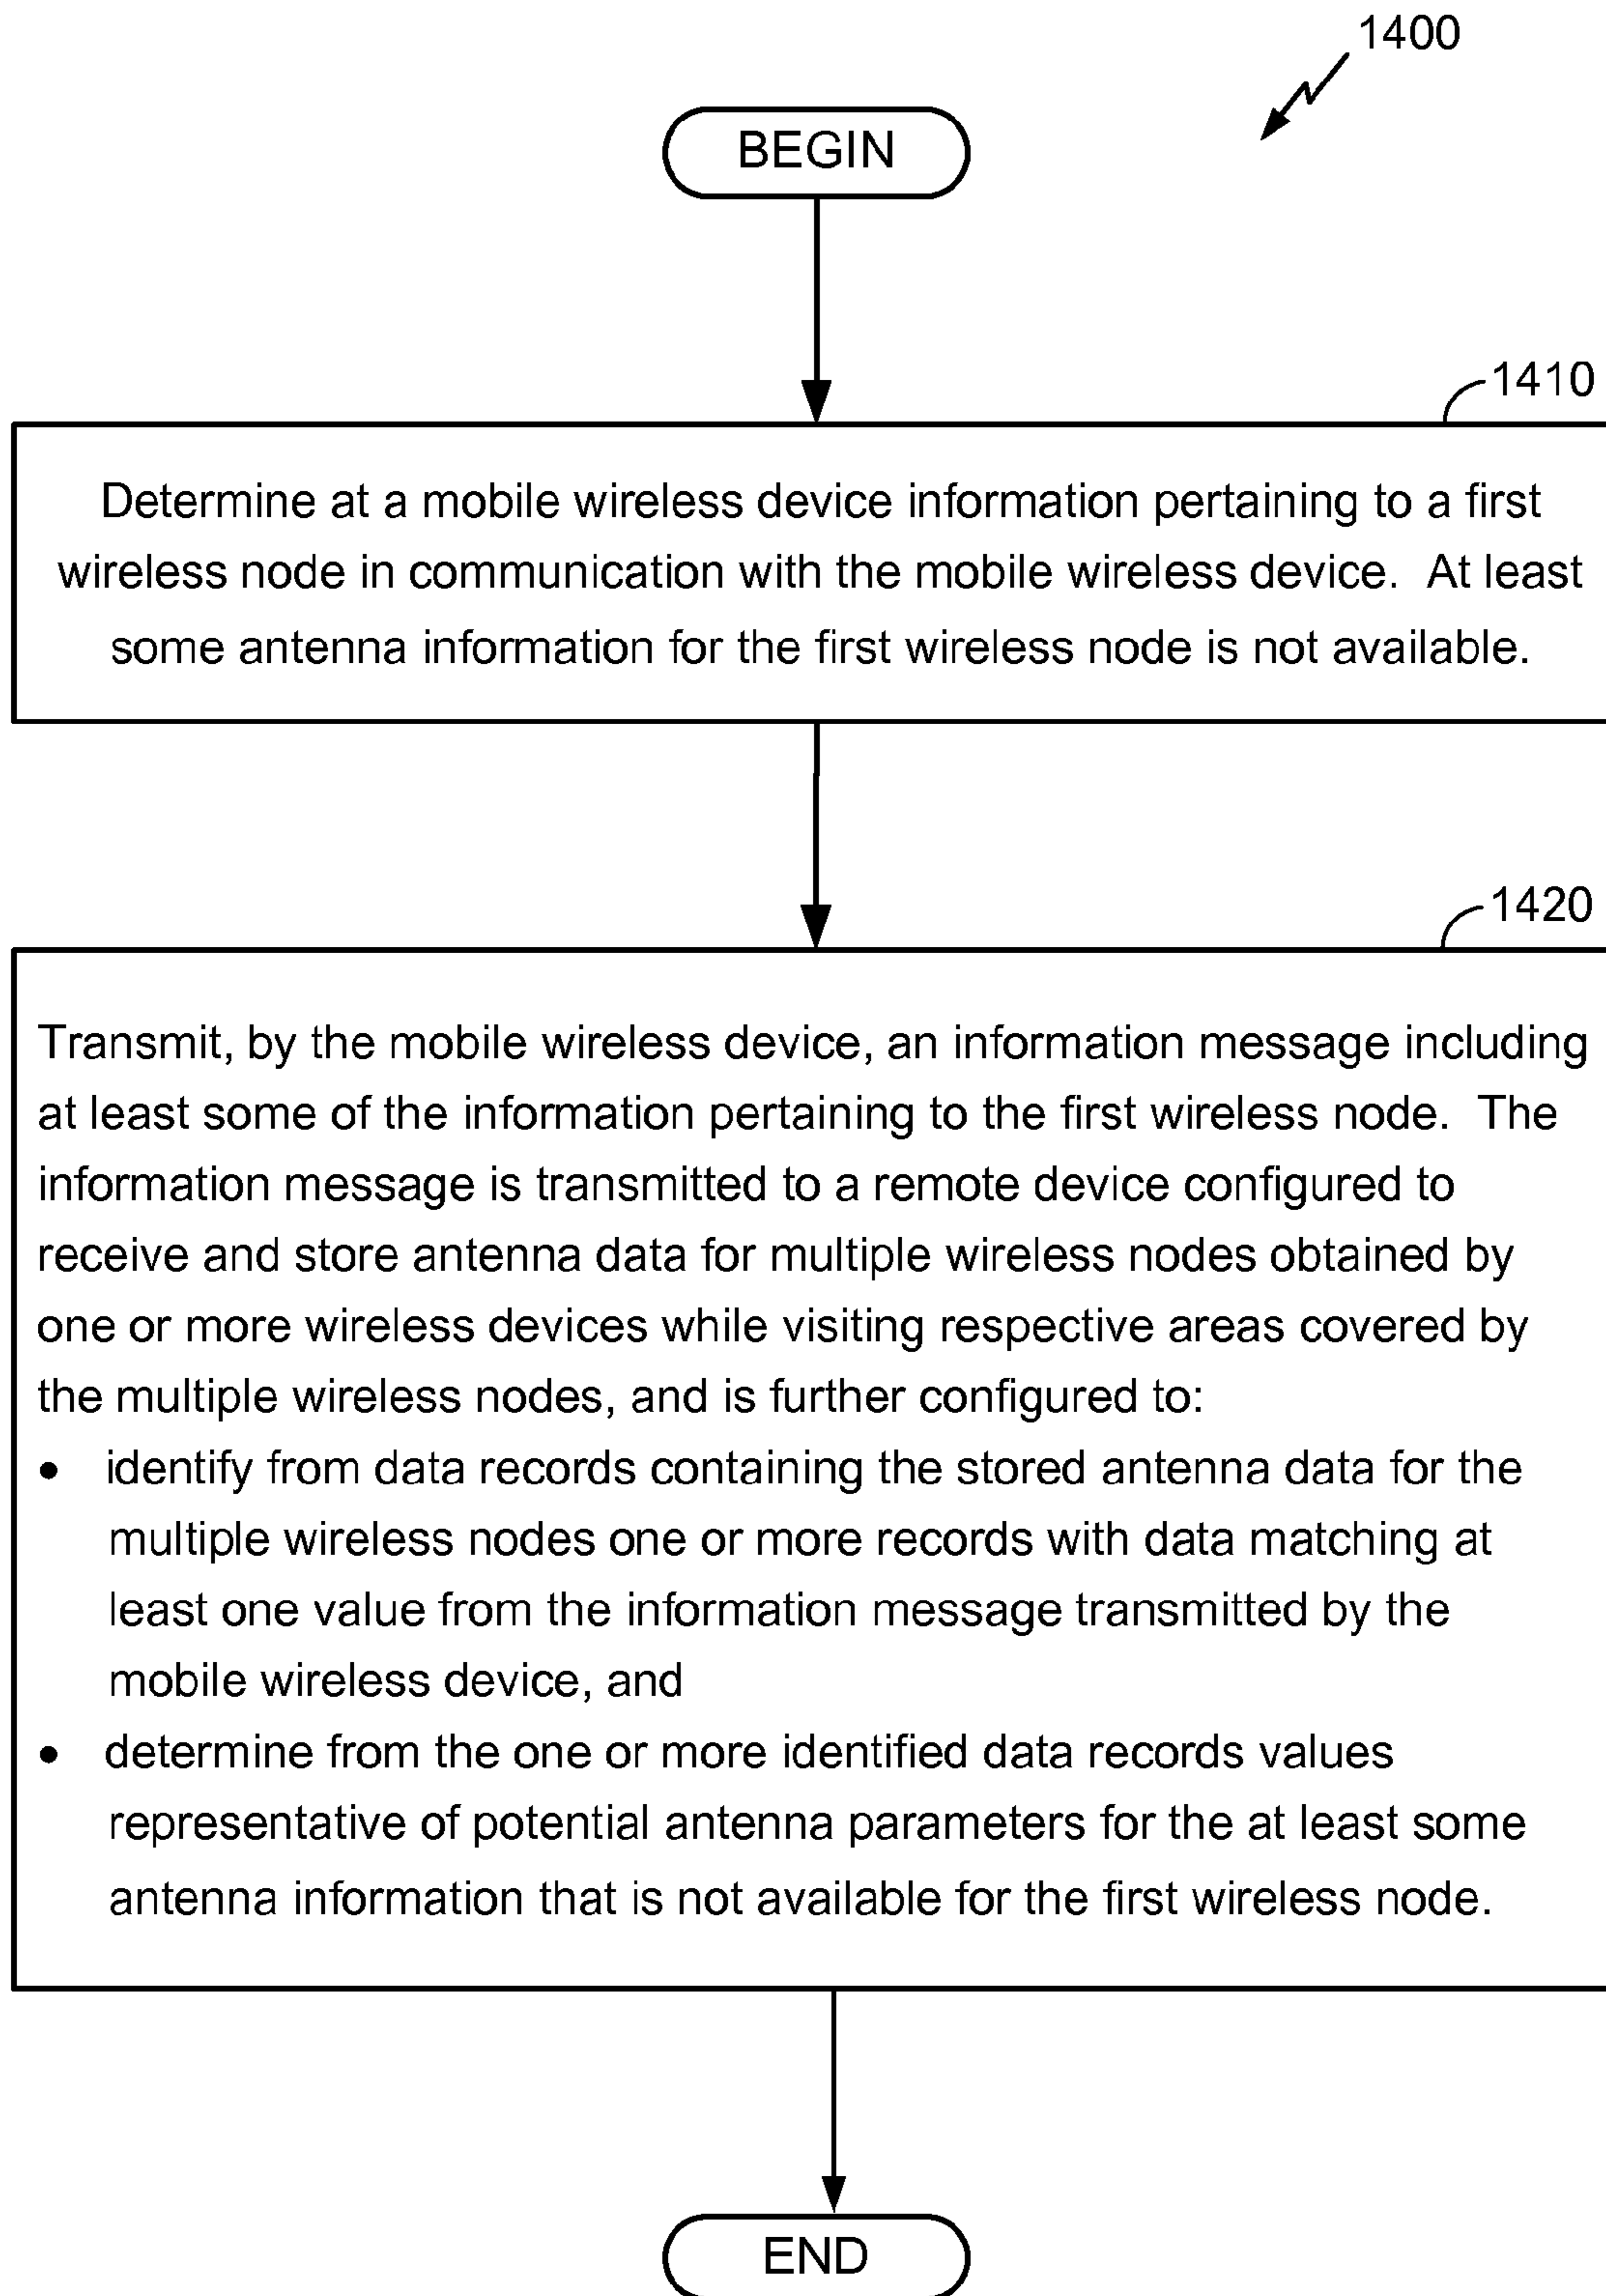 1400
BEGIN
1410
Determine at a mobile wireless device information pertaining to a first
wireless node in communication with the mobile wireless device. At least
some antenna information for the first wireless node is not available.
1420
Transmit, by the mobile wireless device, an information message including
at least some of the information pertaining to the first wireless node. The
information message is transmitted to a remote device configured to
receive and store antenna data for multiple wireless nodes obtained by
one or more wireless devices while visiting respective areas covered by
the multiple wireless nodes, and is further configured to:
• identify from data records containing the stored antenna data for the
multiple wireless nodes one or more records with data matching at
least one value from the information message transmitted by the
mobile wireless device, and
• determine from the one or more identified data records values
representative of potential antenna parameters for the at least some
antenna information that is not available for the first wireless node.
END